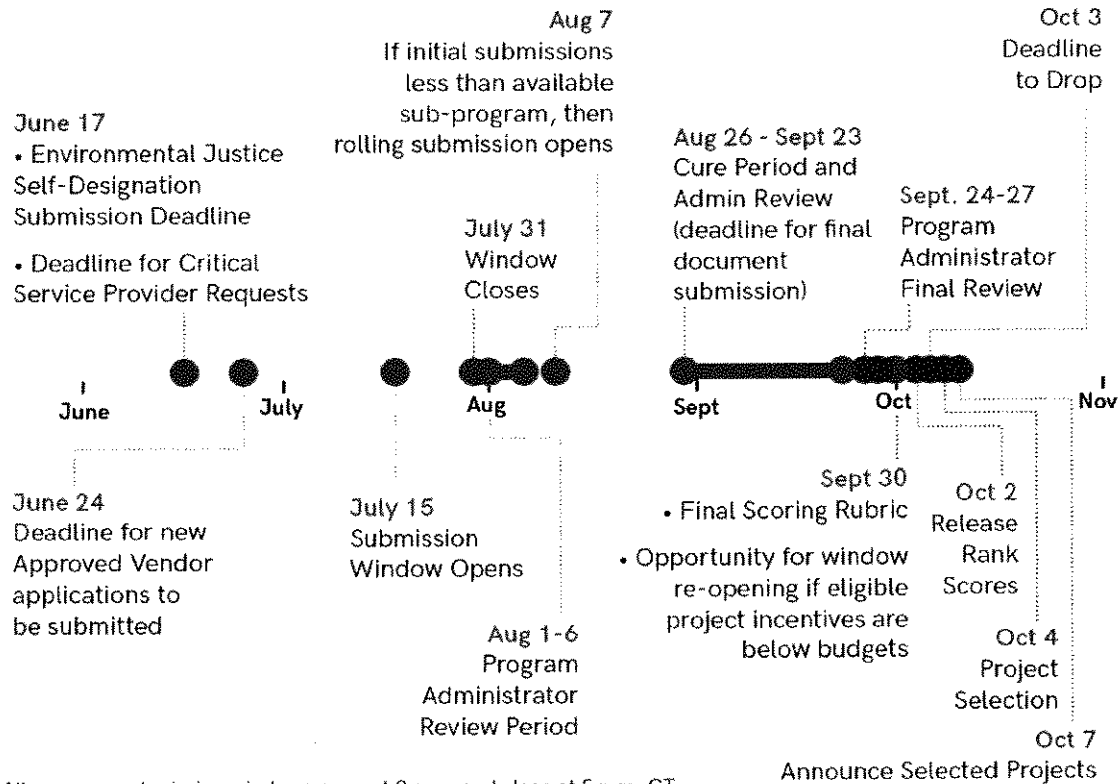 Aug 7
If initial submissions
less than available
sub-program, then
rolling submission opens
Oct 3
Deadline
to Drop
June 17
• Environmental Justice
Self-Designation
Submission Deadline
• Deadline for Critical
Service Provider Requests
July 31
Window
Closes
Aug 26 - Sept 23
Cure Period and
Admin Review
(deadline for final
document
submission)
Sept. 24-27
Program
Administrator
Final Review
June
July
Aug
Sept
Oct
Nov
June 24
Deadline for new
Approved Vendor
applications to
be submitted
July 15
Submission
Window Opens
Aug 1-6
Program
Administrator
Review Period
Sept 30
• Final Scoring Rubric
• Opportunity for window
re-opening if eligible
project incentives are
below budgets
Oct 2
Release
Rank
Scores
Oct 4
Project
Selection
Oct 7
Announce Selected Projects